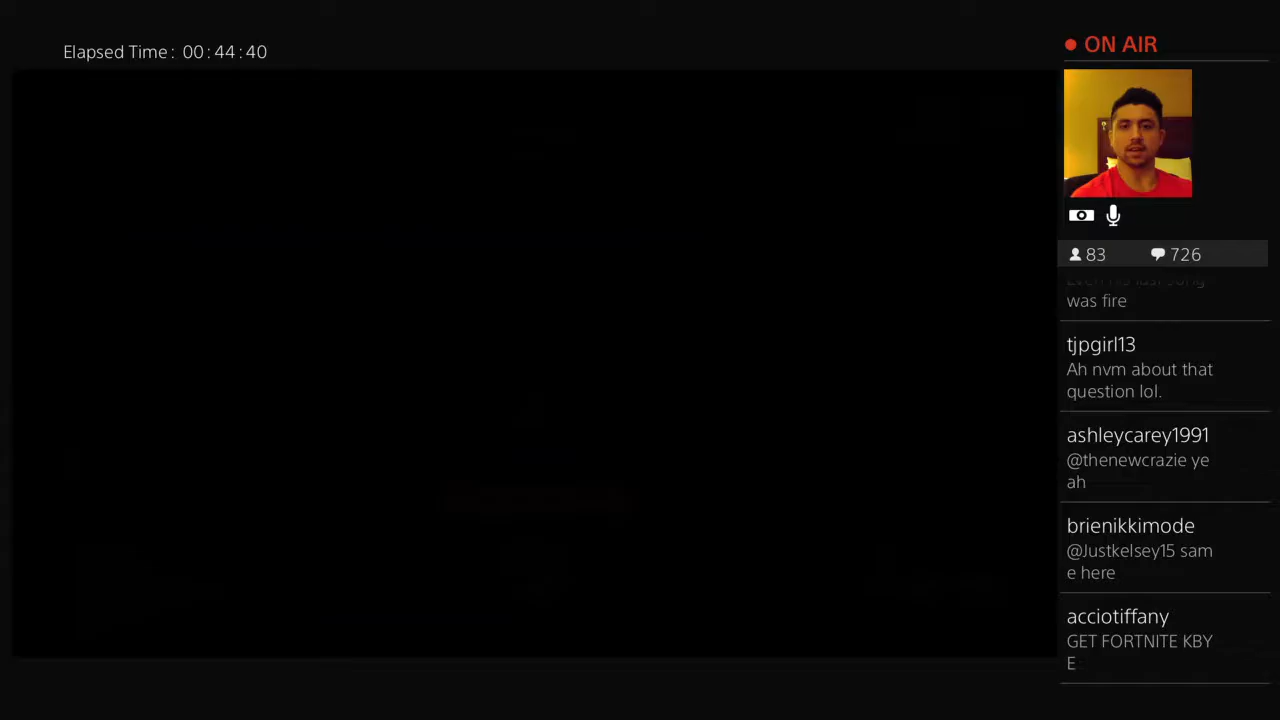 Elapsed Time: 00:44:40
ON AIR
83 726
was fire
tjpgirl13
Ah nvm about that
question lol.
ashleycarey1991
@thenewcrazie ye
ah
brienikkimode
@Justkelsey15 sam
e here
acciotiffany
GET FORTNITE KBY
E